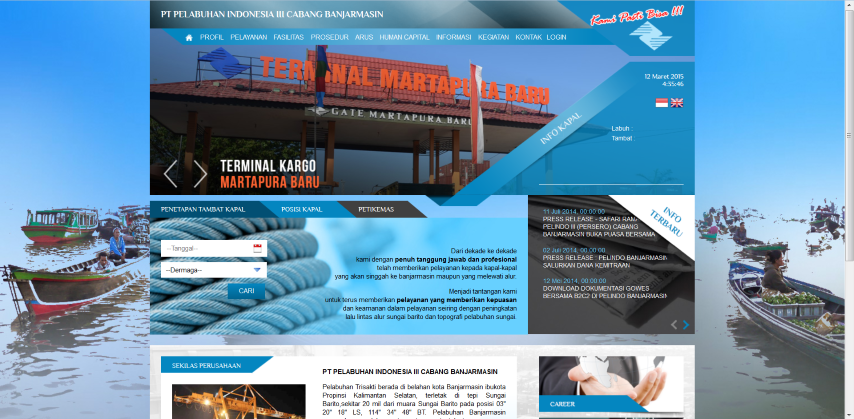 PT PELABUHAN INDONESIA III CABANG BANJARMASIN
Kami Pasti Bisa !!!
PROFIL PELAYANAN FASILITAS PROSEDUR ARUS HUMAN CAPITAL INFORMASI KEGIATAN KONTAK LOGIN
TERMINAL MARTAPURA BARU
GATE MARTAPURA BARU
TERMINAL KARGO
MARTAPURA BARU
12 Maret 2015
4:55:46
INFO KAPAL
Labuh :
Tambat :
PENETAPAN TAMBAT KAPAL
POSISI KAPAL
PETIKEMAS
--Tanggal--
--Dermaga--
CARI
Dari dekade ke dekade
kami dengan penuh tanggung jawab dan profesional
telah memberikan pelayanan kepada kapal-kapal
yang akan singgah ke banjarmasin maupun yang melewati alur.
Menjadi tantangan kami
untuk terus memberikan pelayanan yang memberikan kepuasan
dan keamanan dalam pelayanan seiring dengan peningkatan
lalu lintas alur sungai barito dan topografi pelabuhan sungai.
INFO
TERBARU
11 Juli 2014, 00:00:00
PRESS RELEASE - SAFARI
PELINDO III (PERSERO) CABANG
BANJARMASIN BUKA PUASA BERSAMA
02 Juli 2014, 00:00:00
PRESS RELEASE : PELINDO BANJARMASIN
SALURKAN DANA KEMITRAAN
12 Mei 2014, 00:00:00
DOWNLOAD DOKUMENTASI GOWES
BERSAMA B2C2 DI PELINDO BANJARMASIN
SEKILAS PERUSAHAAN
PT PELABUHAN INDONESIA III CABANG BANJARMASIN
Pelabuhan Trisakti berada di belahan kota Banjarmasin ibukota
Propinsi Kalimantan Selatan, terletak di tepi Sungai
Barito,sekitar 20 mil dari muara Sungai Barito pada posisi 03°
20" 18" LS, 114° 34" 48" BT. Pelabuhan Banjarmasin
CAREER